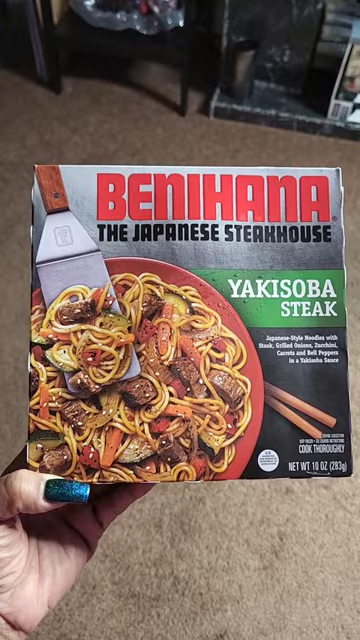 BENIHANA®
THE JAPANESE STEAKHOUSE
YAKISOBA
STEAK
Japanese-Style Noodles with
Steak, Grilled Onions, Zucchini,
Carrots and Bell Peppers
in a Yakisoba Sauce
COOK THOROUGHLY
NET WT 10 OZ (283g)